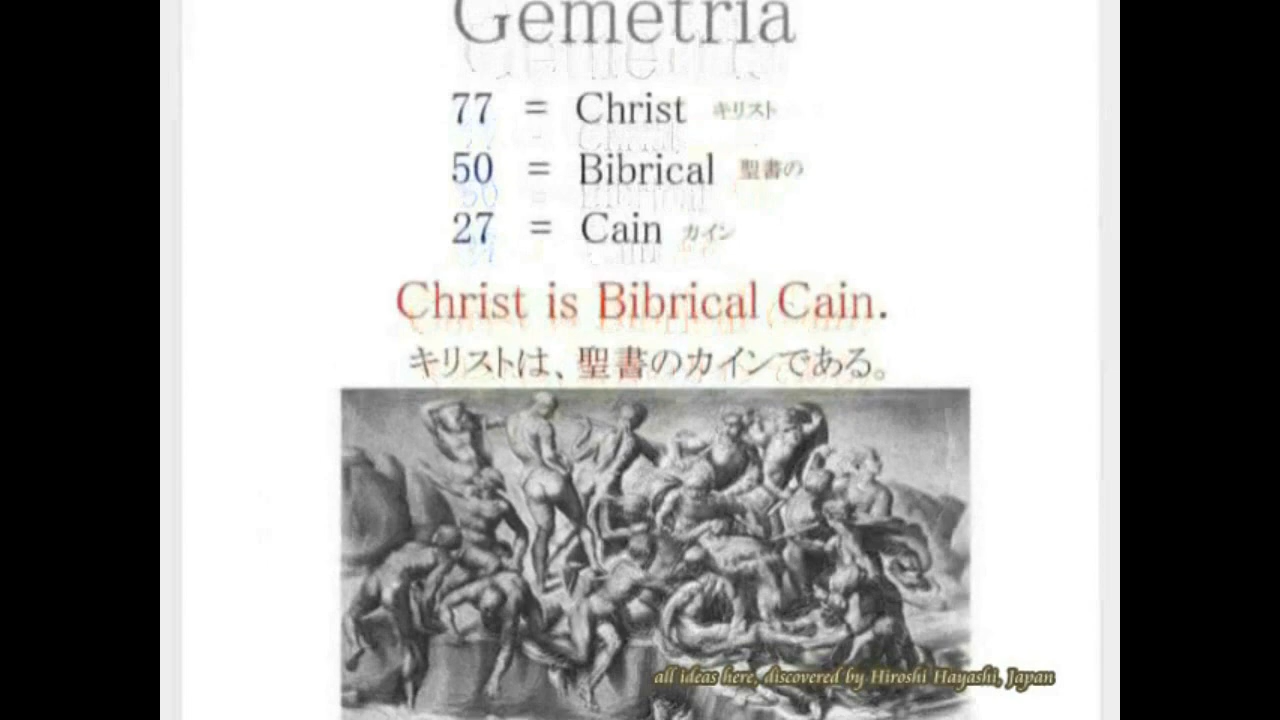 Gemetria
77 = Christ キリスト
50 = Bibrical 聖書の
27 = Cain カイン
Christ is Bibrical Cain.
キリストは、聖書のカインである。
all ideas here, discovered by Hiroshi Hayashi, Japan